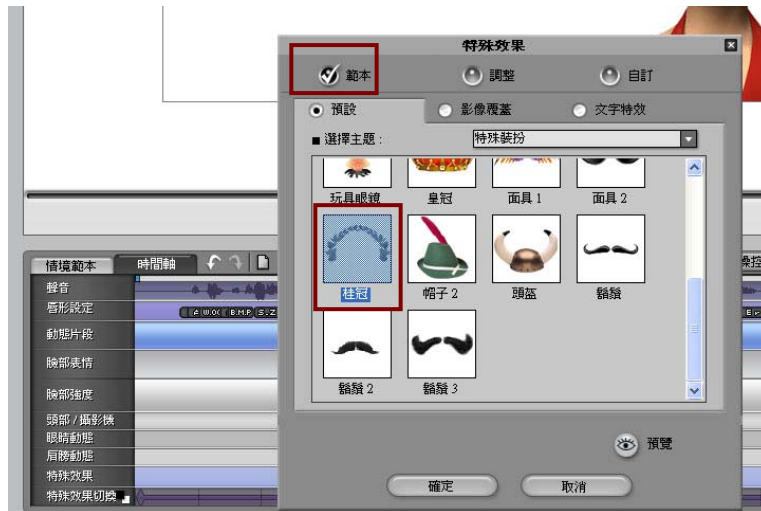 特殊效果
範本 調整 自訂
預設 影像覆蓋 文字特效
■ 選擇主題 : 特殊裝扮
玩具眼鏡 皇冠 面具 1 面具 2
桂冠 帽子 2 頭盔 鬍鬚
鬍鬚 2 鬍鬚 3
預覽
確定 取消
情境範本 時間軸
聲音
唇形設定
動態片段
臉部表情
臉部強度
頭部 / 攝影機
眼睛動態
肩膀動態
特殊效果
特殊效果切換